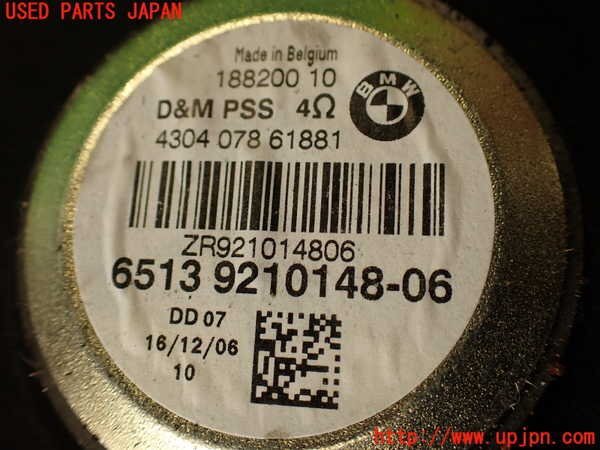 USED PARTS JAPAN
Made in Belgium
188200 10
BMW
D&M PSS 4Ω
4304 078 61881
ZR921014806
6513 9210148-06
DD 07
16/12/06
10
http://www.upjpn.com/